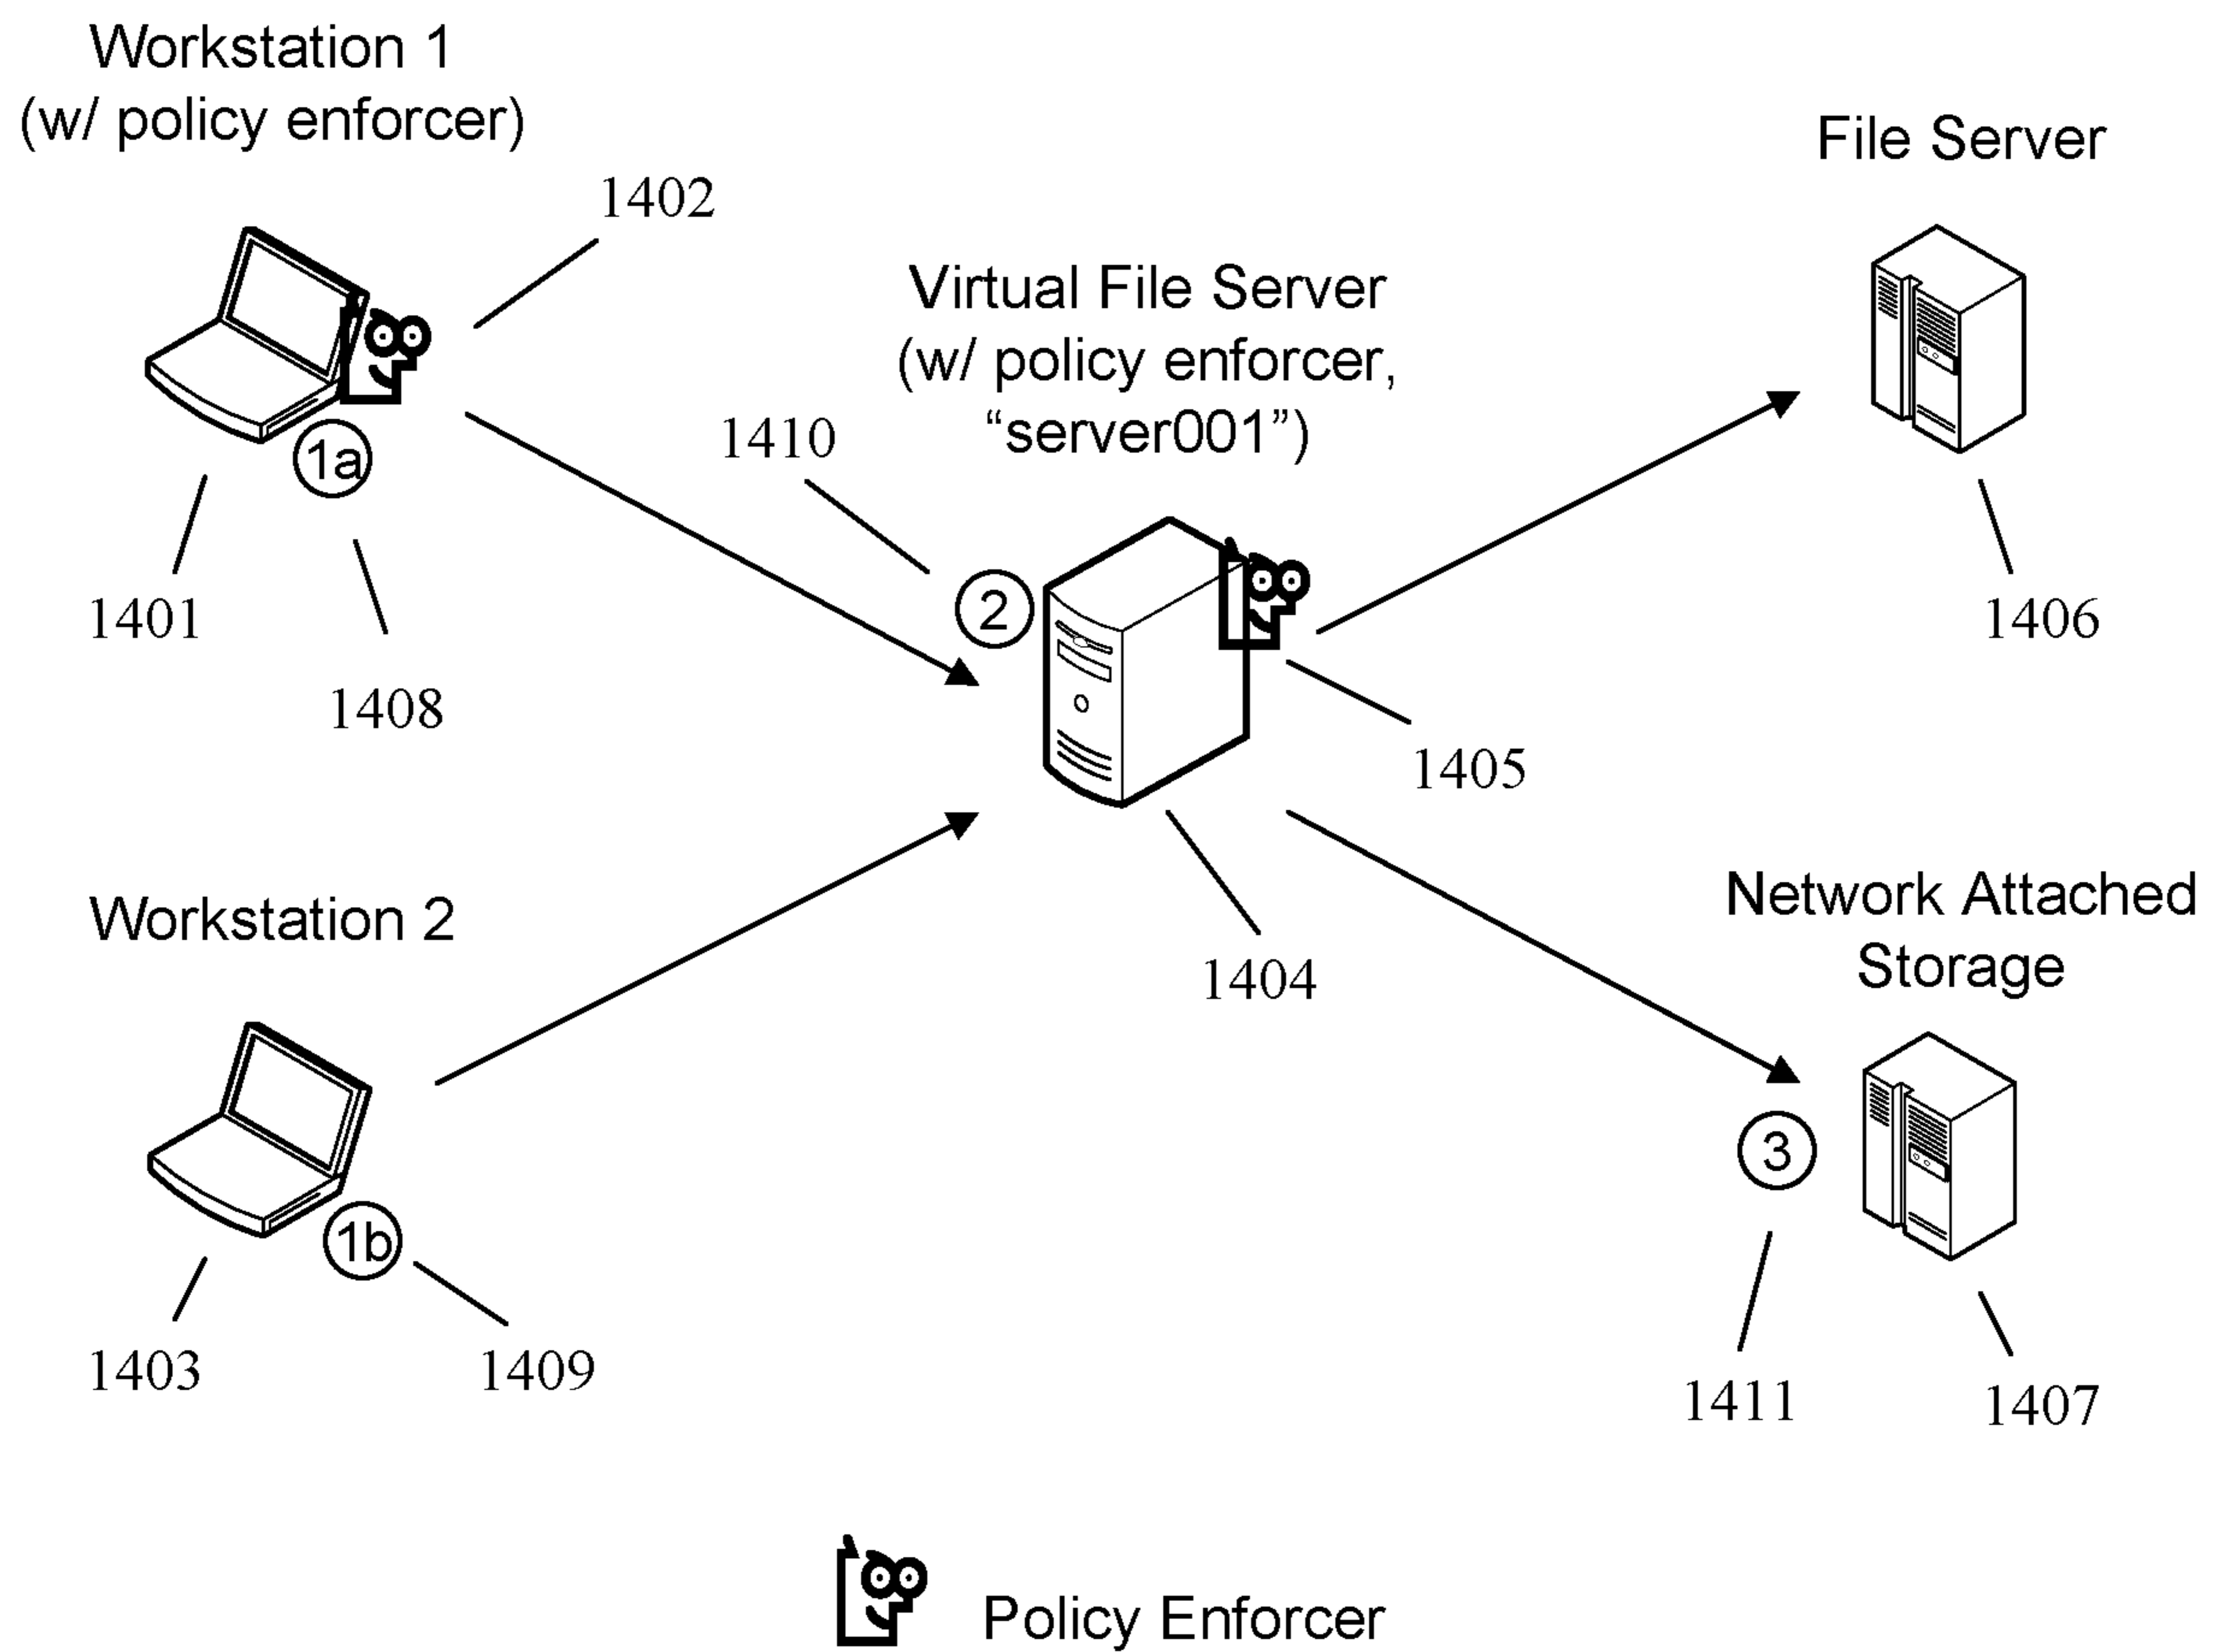 Workstation 1
(w/ policy enforcer)
1402
File Server
Virtual File Server
(w/ policy enforcer,
“server001”)
1410
1a
1401
1408
2
1406
1405
Workstation 2
1404
Network Attached
Storage
1b
3
1403
1409
1411
1407
Policy Enforcer